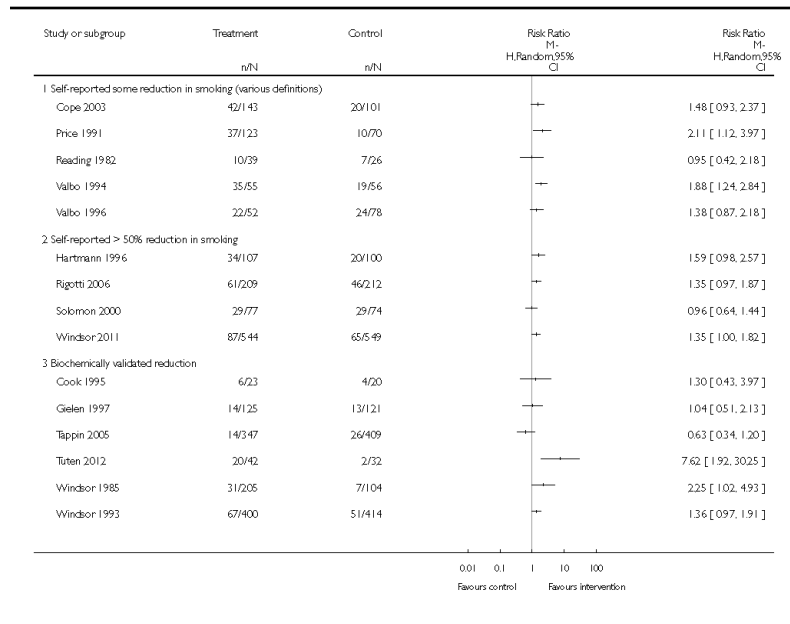 Study or subgroup Treatment Control Risk Ratio Risk Ratio
M- M-
H,Random,95% H,Random,95%
n/N n/N CI CI
1 Self-reported some reduction in smoking (various definitions)
Cope 2003 42/143 20/101 1.48 [ 0.93, 2.37 ]
Price 1991 37/123 10/70 2.11 [ 1.12, 3.97 ]
Reading 1982 10/39 7/26 0.95 [ 0.42, 2.18 ]
Valbo 1994 35/55 19/56 1.88 [ 1.24, 2.84 ]
Valbo 1996 22/52 24/78 1.38 [ 0.87, 2.18 ]
2 Self-reported > 50% reduction in smoking
Hartmann 1996 34/107 20/100 1.59 [ 0.98, 2.57 ]
Rigotti 2006 61/209 46/212 1.35 [ 0.97, 1.87 ]
Solomon 2000 29/77 29/74 0.96 [ 0.64, 1.44 ]
Windsor 2011 87/544 65/549 1.35 [ 1.00, 1.82 ]
3 Biochemically validated reduction
Cook 1995 6/23 4/20 1.30 [ 0.43, 3.97 ]
Gielen 1997 14/125 13/121 1.04 [ 0.51, 2.13 ]
Tappin 2005 14/347 26/409 0.63 [ 0.34, 1.20 ]
Tuten 2012 20/42 2/32 7.62 [ 1.92, 30.25 ]
Windsor 1985 31/205 7/104 2.25 [ 1.02, 4.93 ]
Windsor 1993 67/400 51/414 1.36 [ 0.97, 1.91 ]
0.01 0.1 1 10 100
Favours control Favours intervention